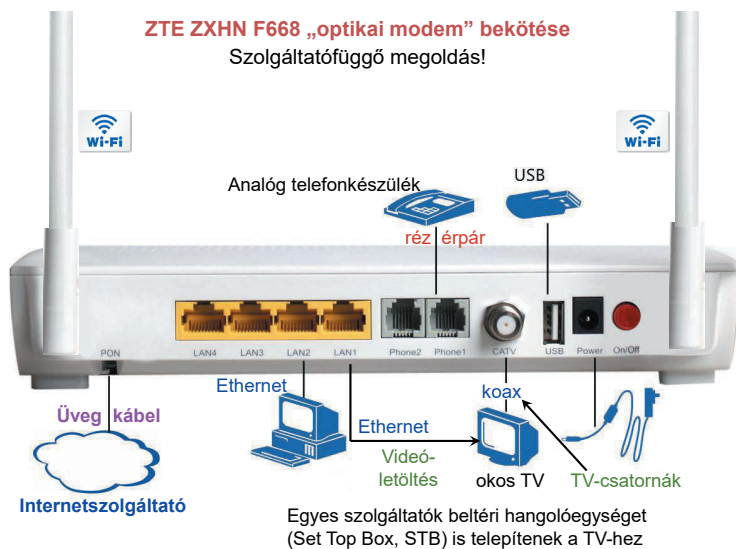 ZTE ZXHN F668 „optikai modem” bekötése
Szolgáltatófüggő megoldás!
Wi-Fi
Wi-Fi
USB
Analóg telefonkészülék
réz érpár
PON
LAN4
LAN3
LAN2
LAN1
Phone2
Phone1
CATV
USB
Power
On/Off
Ethernet
koax
Üveg kábel
Ethernet
Videó-
letöltés
okos TV
TV-csatornák
Internetszolgáltató
Egyes szolgáltatók beltéri hangolóegységet
(Set Top Box, STB) is telepítenek a TV-hez